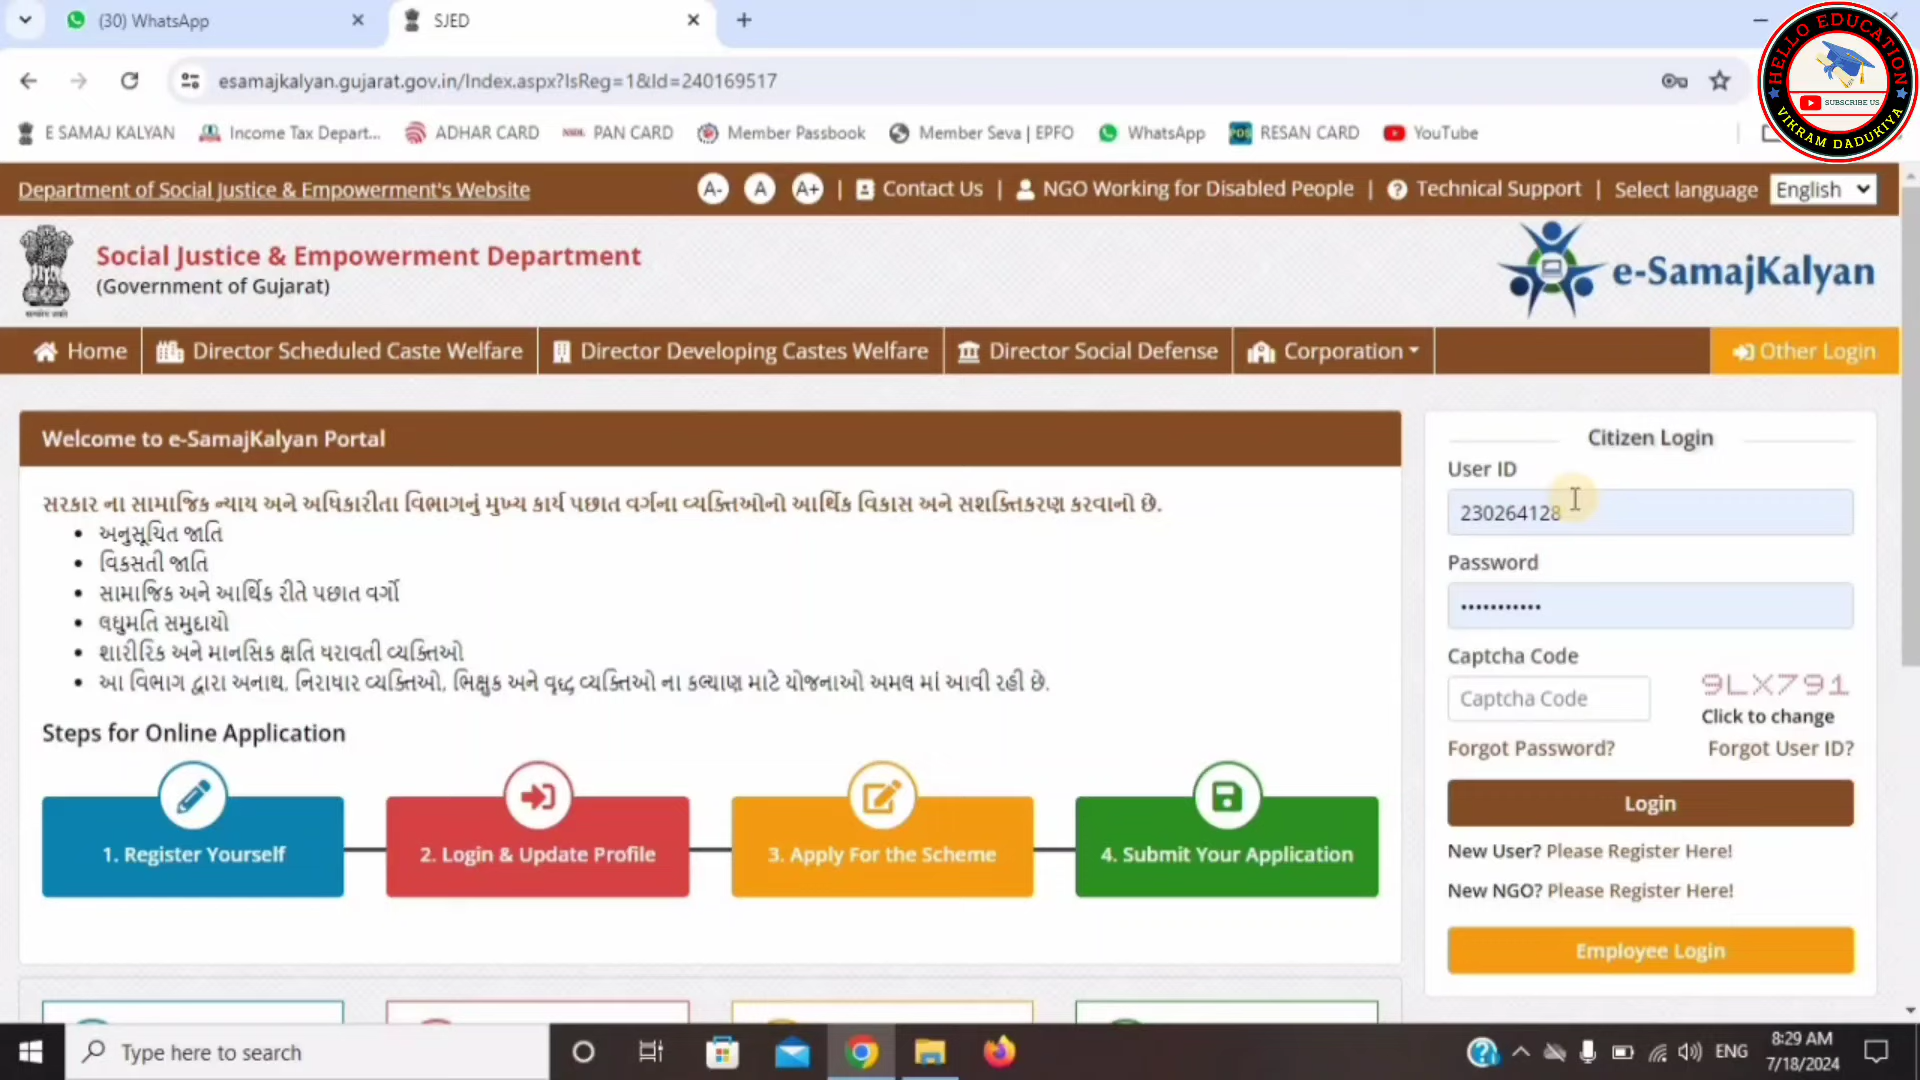 (30) WhatsApp
SJED
esamajkalyan.gujarat.gov.in/Index.aspx?IsReg=1&Id=240169517
E SAMAJ KALYAN
Income Tax Depart...
ADHAR CARD
PAN CARD
Member Passbook
Member Seva | EPFO
WhatsApp
RESAN CARD
YouTube
HELLO EDUCATION
SUBSCRIBE US
VIKRAM DADUKIYA
Department of Social Justice & Empowerment's Website
A- A A+ | Contact Us | NGO Working for Disabled People | Technical Support | Select language English
Social Justice & Empowerment Department
(Government of Gujarat)
e-SamajKalyan
Home
Director Scheduled Caste Welfare
Director Developing Castes Welfare
Director Social Defense
Corporation
Other Login
Welcome to e-SamajKalyan Portal
સરકાર ના સામાજિક ન્યાય અને અધિકારીતા વિભાગનું મુખ્ય કાર્ય પછાત વર્ગના વ્યક્તિઓનો આર્થિક વિકાસ અને સશક્તિકરણ કરવાનો છે.
• અનુસૂચિત જાતિ
• વિકસતી જાતિ
• સામાજિક અને આર્થિક રીતે પછાત વર્ગો
• લઘુમતિ સમુદાયો
• શારીરિક અને માનસિક ક્ષતિ ધરાવતી વ્યક્તિઓ
• આ વિભાગ દ્વારા અનાથ, નિરાધાર વ્યક્તિઓ, ભિક્ષુક અને વૃદ્ધ વ્યક્તિઓ ના કલ્યાણ માટે યોજનાઓ અમલ માં આવી રહી છે.
Steps for Online Application
1. Register Yourself
2. Login & Update Profile
3. Apply For the Scheme
4. Submit Your Application
Citizen Login
User ID
230264128
Password
•••••••••••
Captcha Code
Captcha Code
9LX791
Click to change
Forgot Password?
Forgot User ID?
Login
New User? Please Register Here!
New NGO? Please Register Here!
Employee Login
Type here to search
ENG
8:29 AM
7/18/2024